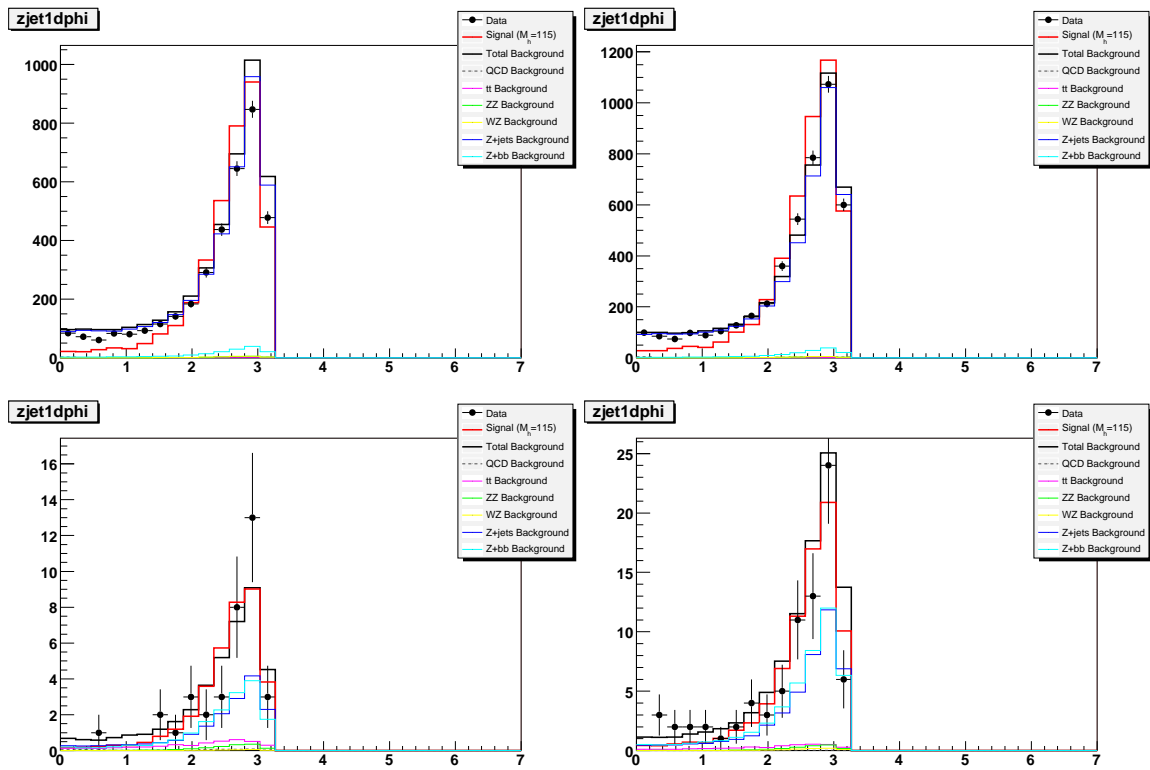 zjet1dphi
Data
Signal (M_h=115)
Total Background
QCD Background
tt Background
ZZ Background
WZ Background
Z+jets Background
Z+bb Background
1000
800
600
400
200
0
0 1 2 3 4 5 6 7
zjet1dphi
Data
Signal (M_h=115)
Total Background
QCD Background
tt Background
ZZ Background
WZ Background
Z+jets Background
Z+bb Background
1200
1000
800
600
400
200
0
0 1 2 3 4 5 6 7
zjet1dphi
Data
Signal (M_h=115)
Total Background
QCD Background
tt Background
ZZ Background
WZ Background
Z+jets Background
Z+bb Background
16
14
12
10
8
6
4
2
0
0 1 2 3 4 5 6 7
zjet1dphi
Data
Signal (M_h=115)
Total Background
QCD Background
tt Background
ZZ Background
WZ Background
Z+jets Background
Z+bb Background
25
20
15
10
5
0
0 1 2 3 4 5 6 7